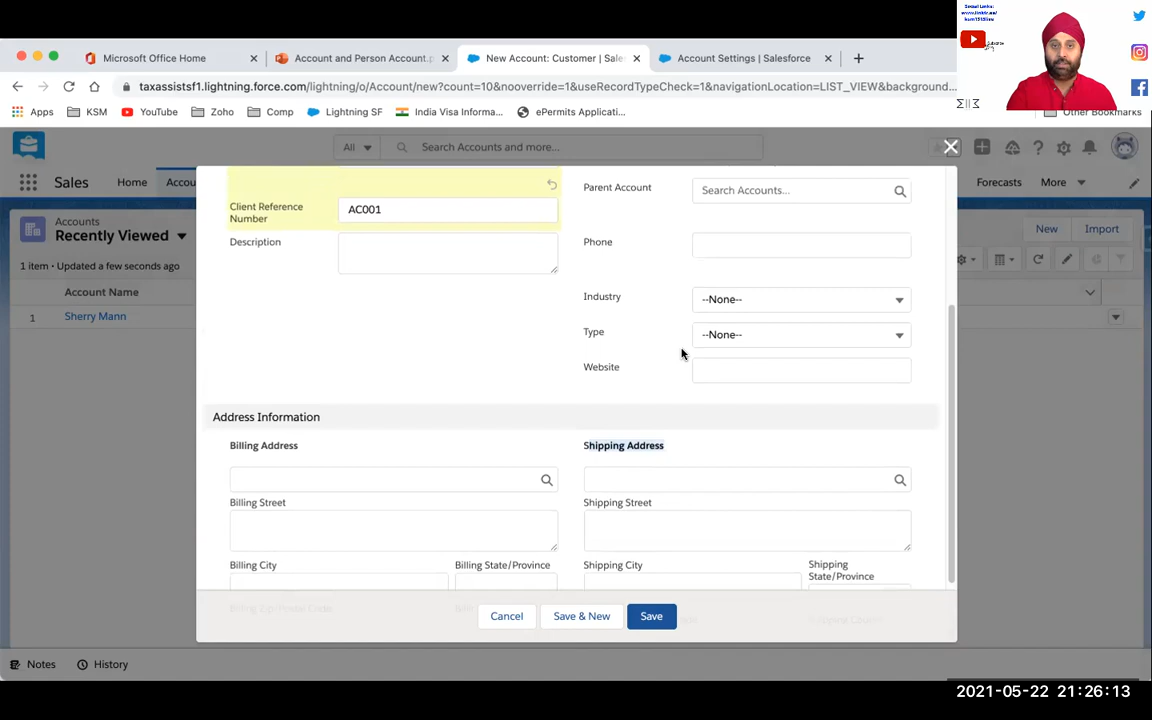 Social Links:
Microsoft Office Home
Account and Person Account.p
New Account: Customer | Sale
Account Settings | Salesforce
taxassistsf1.lightning.force.com/lightning/o/Account/new?count=10&nooverride=1&useRecordTypeCheck=1&navigationLocation=LIST_VIEW&background...
Apps
KSM
YouTube
Zoho
Comp
Lightning SF
India Visa Informa...
ePermits Applicati...
Other Bookmarks
All
Search Accounts and more...
Sales
Home
Accou
Forecasts
More
Accounts
Recently Viewed
New
Import
1 item • Updated a few seconds ago
Account Name
1
Sherry Mann
Client Reference
Number
AC001
Description
Parent Account
Search Accounts...
Phone
Industry
--None--
Type
--None--
Website
Address Information
Billing Address
Shipping Address
Billing Street
Shipping Street
Billing City
Billing State/Province
Shipping City
Shipping
State/Province
Cancel
Save & New
Save
Notes
History
2021-05-22 21:26:13